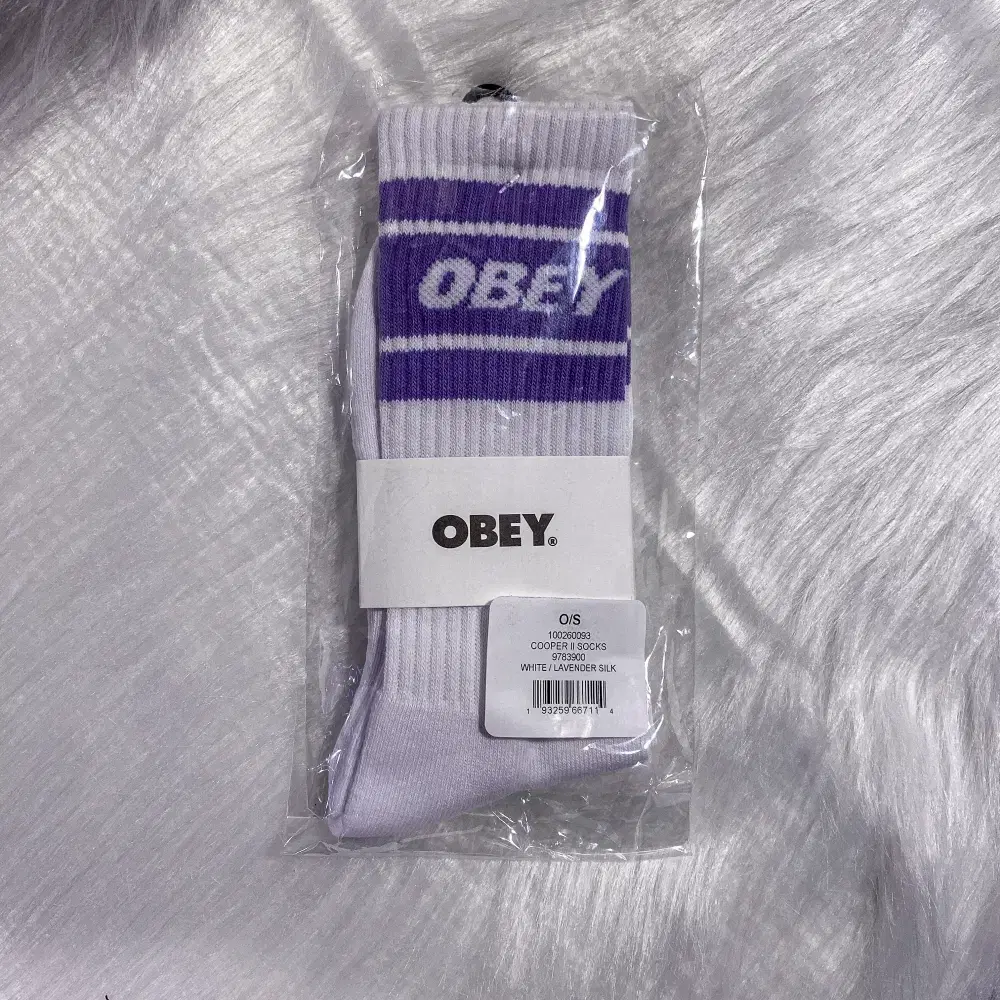 OBEY
OBEY®
O/S
100260093
COOPER II SOCKS
9783900
WHITE / LAVENDER SILK
1 93259 66711 4